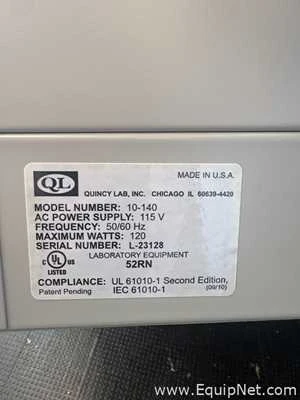 QL
MADE IN U.S.A.
QUINCY LAB, INC. CHICAGO IL 60639-4420
MODEL NUMBER: 10-140
AC POWER SUPPLY: 115 V
FREQUENCY: 50/60 Hz
MAXIMUM WATTS: 120
SERIAL NUMBER: L-23128
LABORATORY EQUIPMENT
52RN
C UL US
LISTED
COMPLIANCE: UL 61010-1 Second Edition,
Patent Pending IEC 61010-1 (09/10)
www.EquipNet.com